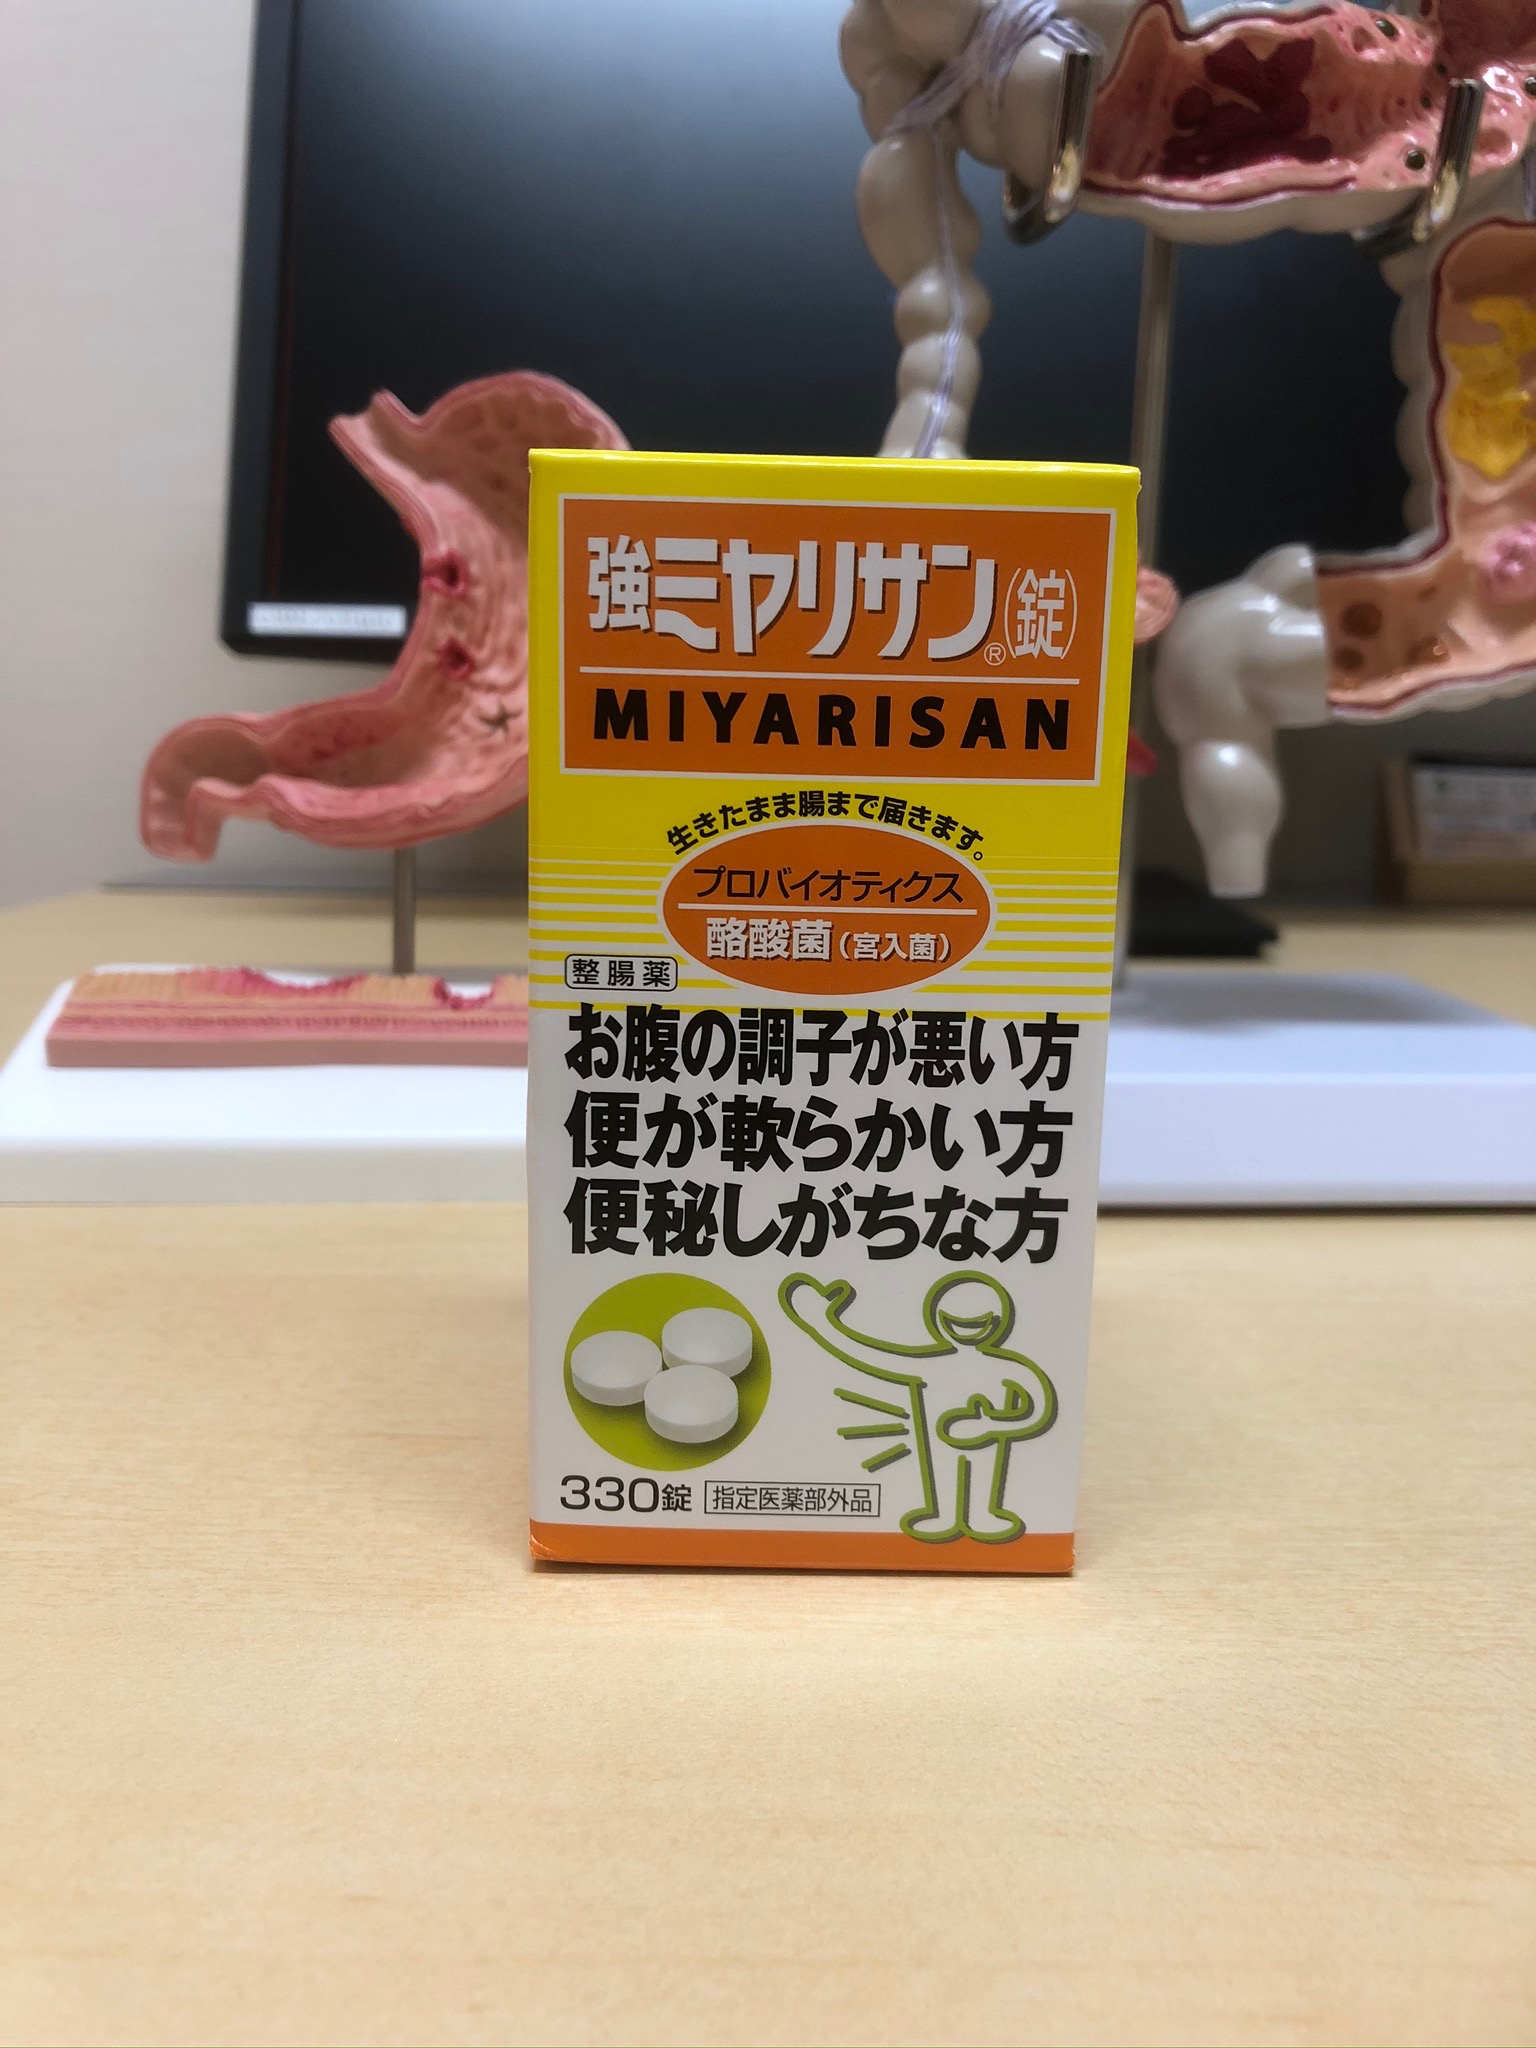 強ミヤリサン®(錠)
MIYARISAN
生きたまま腸まで届きます。
プロバイオティクス
酪酸菌(宮入菌)
整腸薬
お腹の調子が悪い方
便が軟らかい方
便秘しがちな方
330錠 指定医薬部外品